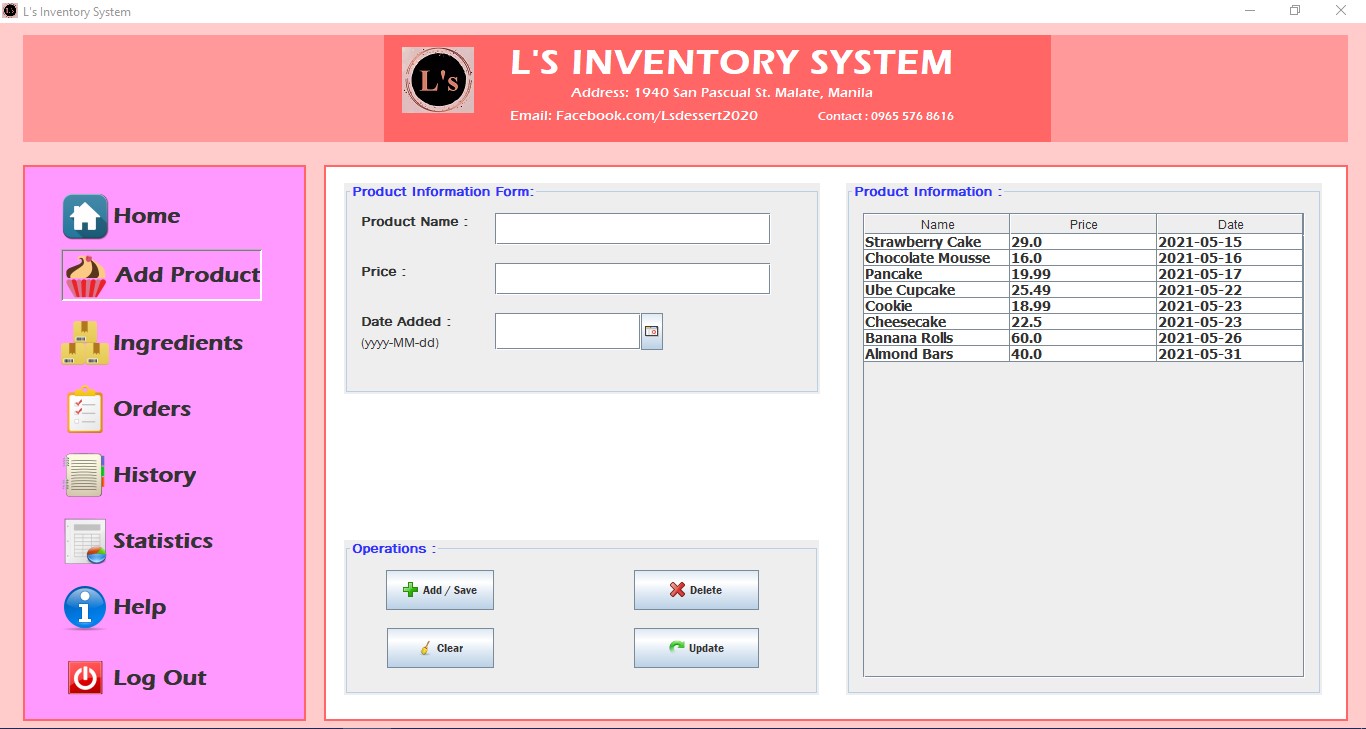 L's Inventory System
L's
L'S INVENTORY SYSTEM
Address: 1940 San Pascual St. Malate, Manila
Email: Facebook.com/Lsdessert2020 Contact : 0965 576 8616
Home
Add Product
Ingredients
Orders
History
Statistics
Help
Log Out
Product Information Form:
Product Name :
Price :
Date Added :
(yyyy-MM-dd)
Operations :
Add / Save
Delete
Clear
Update
Product Information :
Name Price Date
Strawberry Cake 29.0 2021-05-15
Chocolate Mousse 16.0 2021-05-16
Pancake 19.99 2021-05-17
Ube Cupcake 25.49 2021-05-22
Cookie 18.99 2021-05-23
Cheesecake 22.5 2021-05-23
Banana Rolls 60.0 2021-05-26
Almond Bars 40.0 2021-05-31